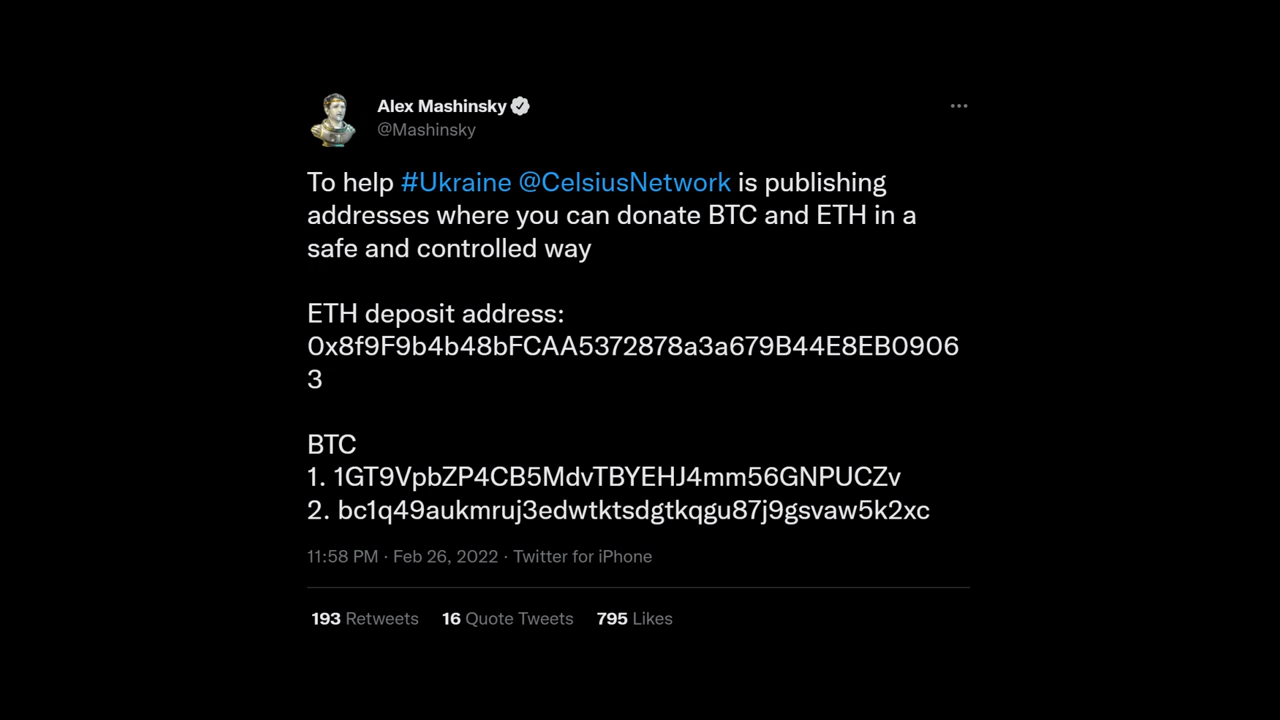 Alex Mashinsky
@Mashinsky
To help #Ukraine @CelsiusNetwork is publishing
addresses where you can donate BTC and ETH in a
safe and controlled way
ETH deposit address:
0x8f9F9b4b48bFCAA5372878a3a679B44E8EB0906
3
BTC
1. 1GT9VpbZP4CB5MdvTBYEHJ4mm56GNPUCZv
2. bc1q49aukmruj3edwtktsdgtkqgu87j9gsvaw5k2xc
11:58 PM · Feb 26, 2022 · Twitter for iPhone
193 Retweets 16 Quote Tweets 795 Likes